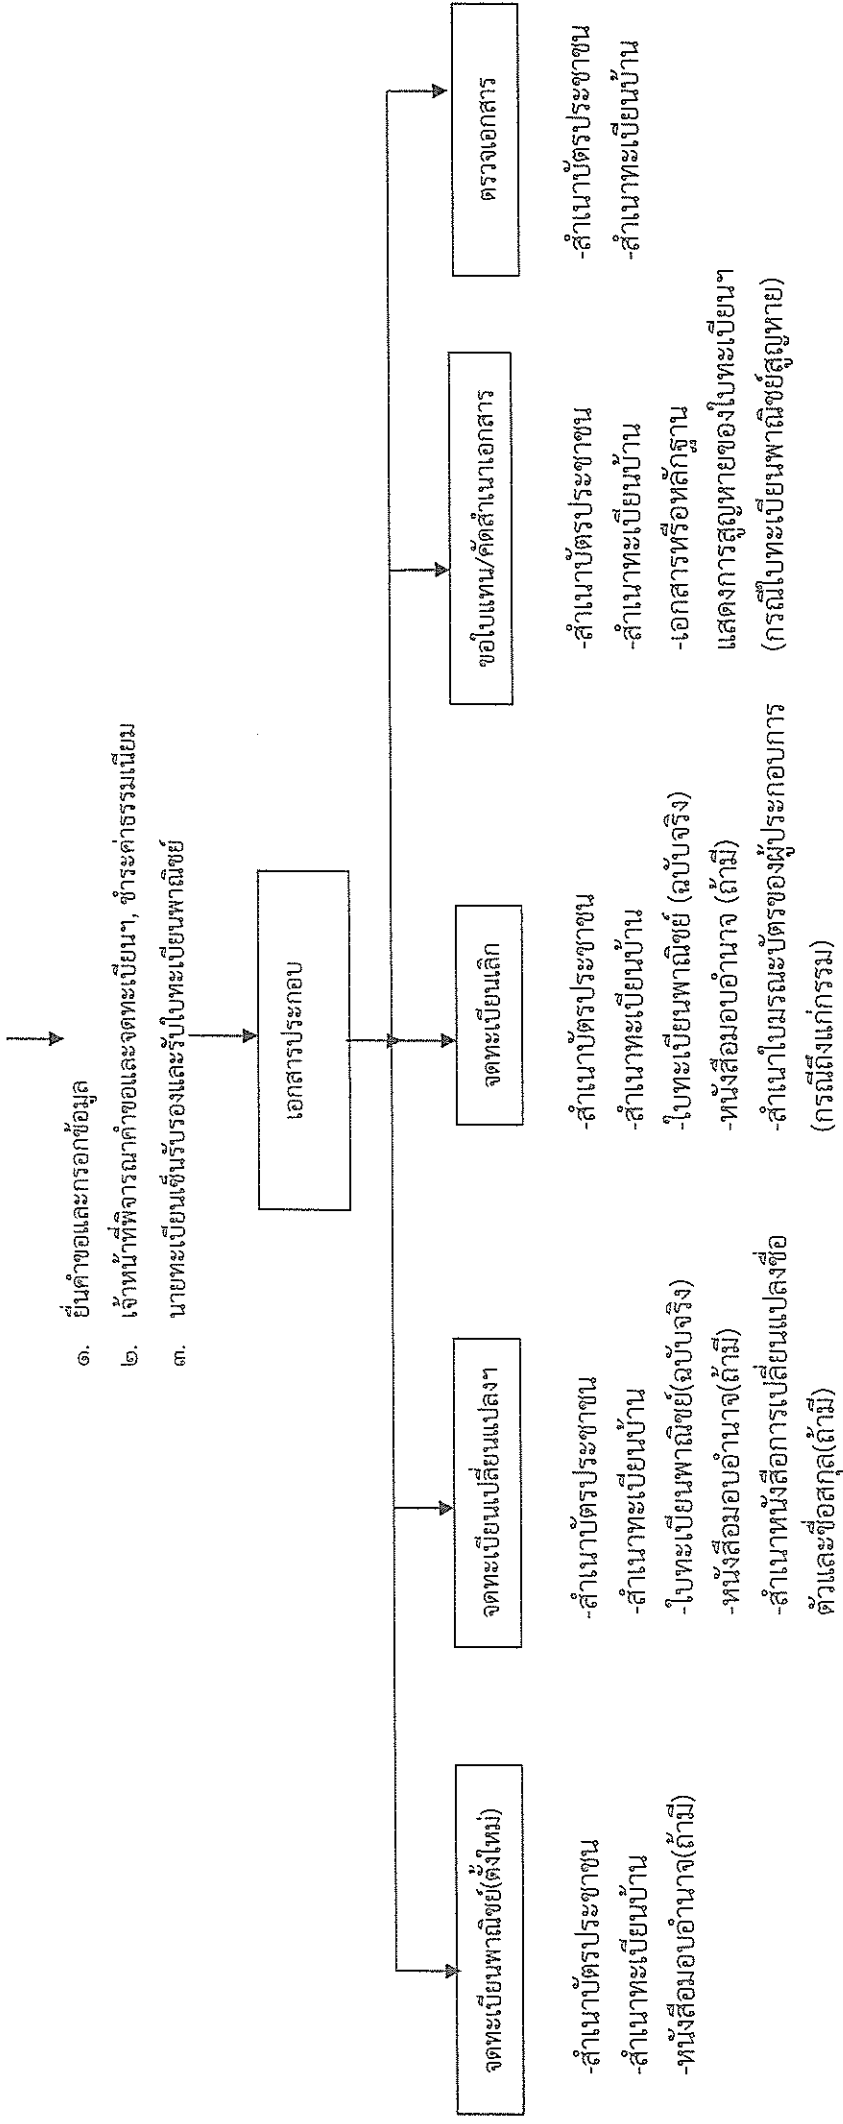 ๑. ยื่นคำขอและกรอกข้อมูล
๒. เจ้าหน้าที่พิจารณาคำขอและจดทะเบียนฯ, ชำระค่าธรรมเนียม
๓. นายทะเบียนเซ็นรับรองและรับใบทะเบียนพาณิชย์
เอกสารประกอบ
จดทะเบียนพาณิชย์(ตั้งใหม่)
-สำเนาบัตรประชาชน
-สำเนาทะเบียนบ้าน
-หนังสือมอบอำนาจ(ถ้ามี)
จดทะเบียนเปลี่ยนแปลงฯ
-สำเนาบัตรประชาชน
-สำเนาทะเบียนบ้าน
-ใบทะเบียนพาณิชย์(ฉบับจริง)
-หนังสือมอบอำนาจ(ถ้ามี)
-สำเนาหนังสือการเปลี่ยนแปลงชื่อ
ตัวและชื่อสกุล(ถ้ามี)
จดทะเบียนเลิก
-สำเนาบัตรประชาชน
-สำเนาทะเบียนบ้าน
-ใบทะเบียนพาณิชย์ (ฉบับจริง)
-หนังสือมอบอำนาจ (ถ้ามี)
-สำเนาใบมรณะบัตรของผู้ประกอบการ
(กรณีถึงแก่กรรม)
ขอใบแทน/คัดสำเนาเอกสาร
-สำเนาบัตรประชาชน
-สำเนาทะเบียนบ้าน
-เอกสารหรือหลักฐาน
แสดงการสูญหายของใบทะเบียนฯ
(กรณีใบทะเบียนพาณิชย์สูญหาย)
ตรวจเอกสาร
-สำเนาบัตรประชาชน
-สำเนาทะเบียนบ้าน